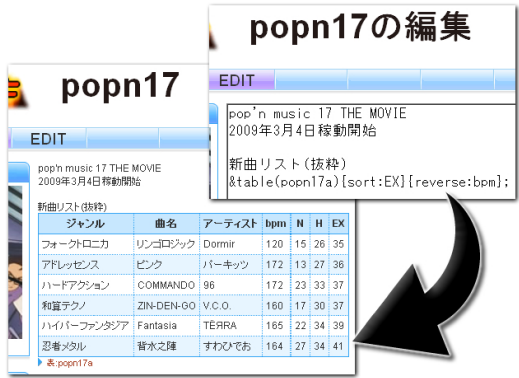 popn17の編集
EDIT
pop'n music 17 THE MOVIE
2009年3月4日稼動開始
新曲リスト(抜粋)
&table(popn17a)[sort:EX][reverse:bpm];
popn17
EDIT
pop'n music 17 THE MOVIE
2009年3月4日稼動開始
新曲リスト(抜粋)
ジャンル 曲名 アーティスト bpm N H EX
フォークトロニカ リンゴロジック Dormir 120 15 26 35
アドレッセンス ピンク パーキッツ 172 13 27 36
ハードアクション COMMANDO 96 172 23 33 37
和算テクノ ZIN-DEN-GO V.C.O. 160 17 30 37
ハイパーファンタジア Fantasia TЁЯRA 165 22 34 39
忍者メタル 背水之陣 すわひでお 164 27 34 41
表:popn17a